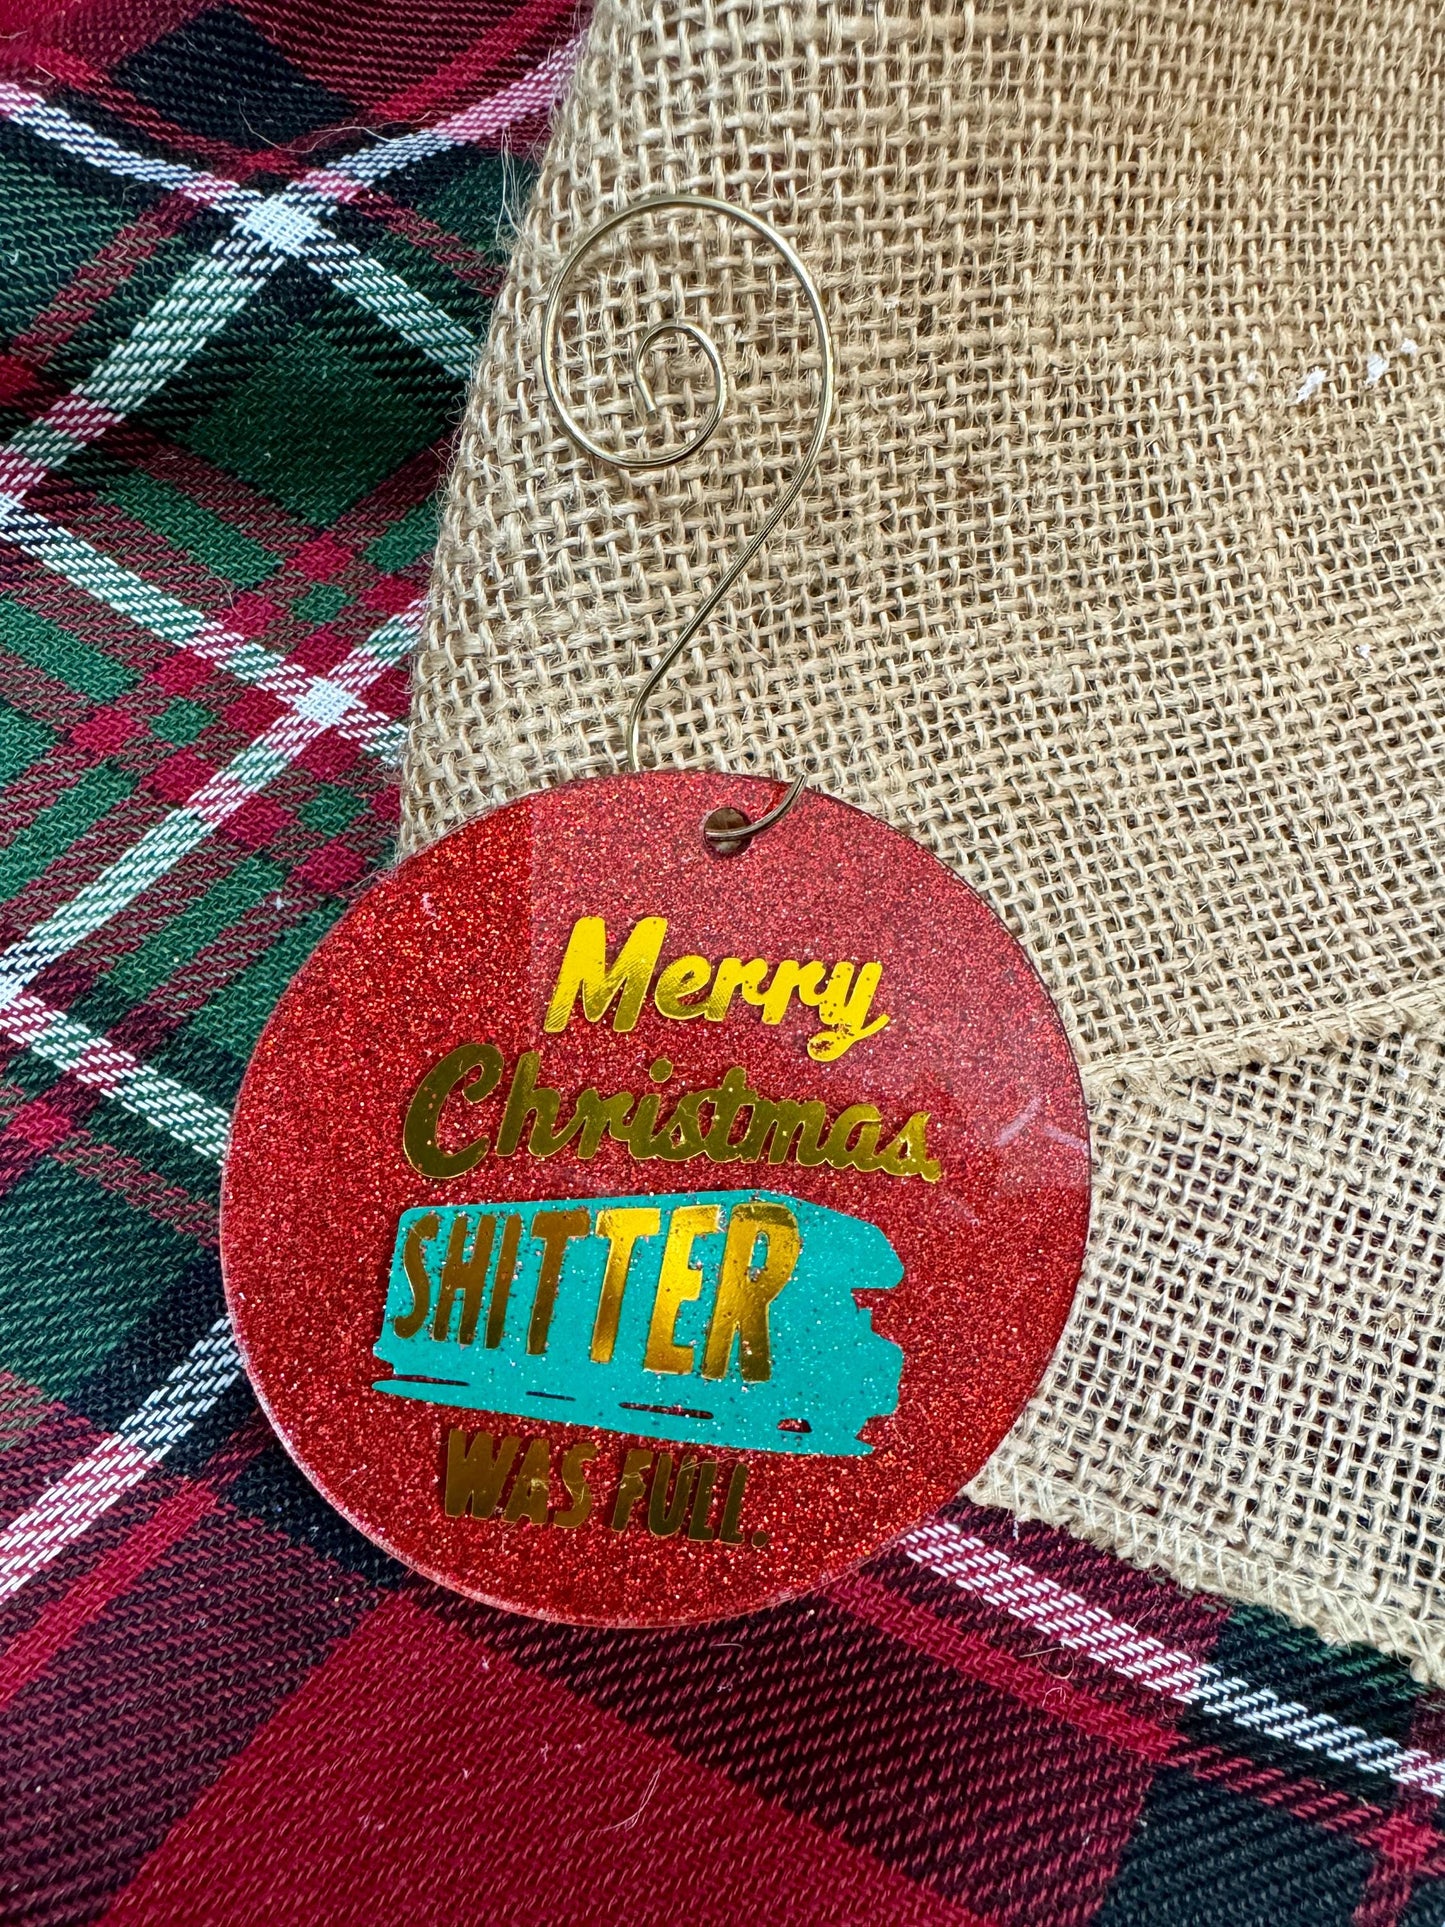 Merry
Christmas
SHITTER
WAS FULL.